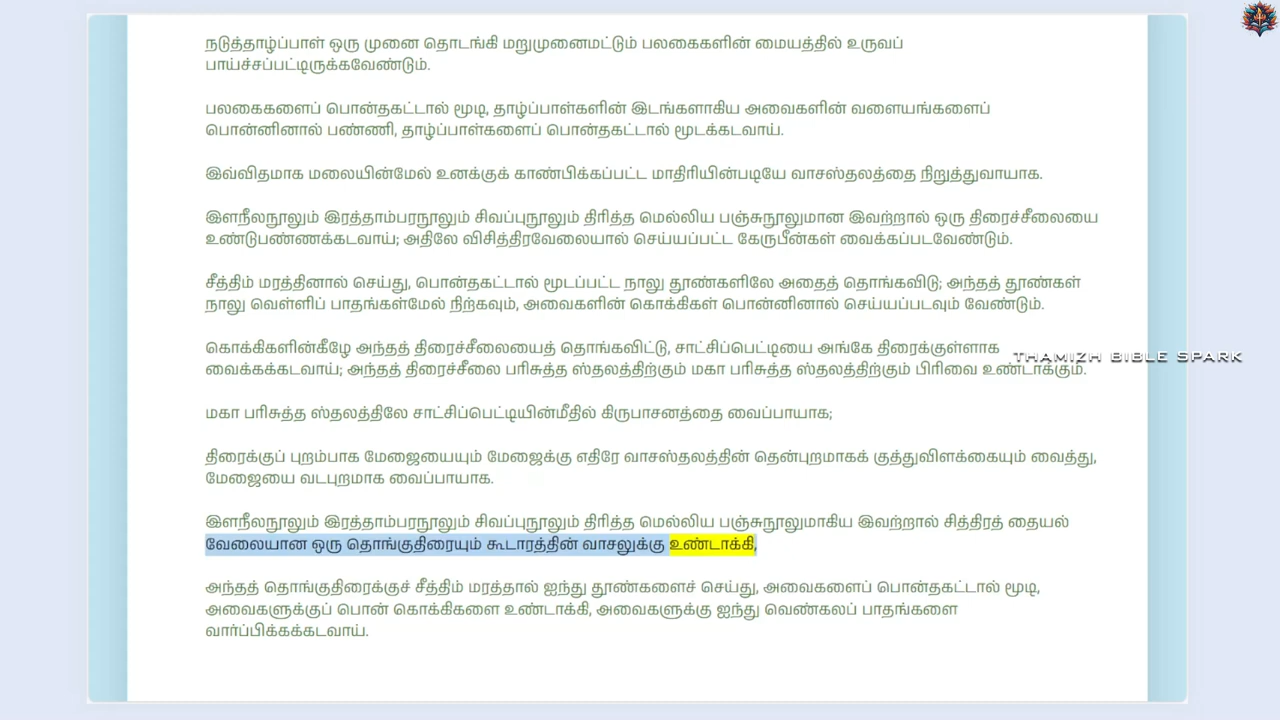 நடுத்தாழ்ப்பாள் ஒரு முனை தொடங்கி மறுமுனைமட்டும் பலகைகளின் மையத்தில் உருவப்
பாய்ச்சப்பட்டிருக்கவேண்டும்.
பலகைகளைப் பொன்தகட்டால் மூடி, தாழ்ப்பாள்களின் இடங்களாகிய அவைகளின் வளையங்களைப்
பொன்னினால் பண்ணி, தாழ்ப்பாள்களைப் பொன்தகட்டால் மூடக்கடவாய்.
இவ்விதமாக மலையின்மேல் உனக்குக் காண்பிக்கப்பட்ட மாதிரியின்படியே வாசஸ்தலத்தை நிறுத்துவாயாக.
இளநீலநூலும் இரத்தாம்பரநூலும் சிவப்புநூலும் திரித்த மெல்லிய பஞ்சுநூலுமான இவற்றால் ஒரு திரைச்சீலையை
உண்டுபண்ணக்கடவாய்; அதிலே விசித்திரவேலையால் செய்யப்பட்ட கேருபீன்கள் வைக்கப்படவேண்டும்.
சீத்திம் மரத்தினால் செய்து, பொன்தகட்டால் மூடப்பட்ட நாலு தூண்களிலே அதைத் தொங்கவிடு; அந்தத் தூண்கள்
நாலு வெள்ளிப் பாதங்கள்மேல் நிற்கவும், அவைகளின் கொக்கிகள் பொன்னினால் செய்யப்படவும் வேண்டும்.
கொக்கிகளின்கீழே அந்தத் திரைச்சீலையைத் தொங்கவிட்டு, சாட்சிப்பெட்டியை அங்கே திரைக்குள்ளாக
வைக்கக்கடவாய்; அந்தத் திரைச்சீலை பரிசுத்த ஸ்தலத்திற்கும் மகா பரிசுத்த ஸ்தலத்திற்கும் பிரிவை உண்டாக்கும்.
THAMIZH BIBLE SPARK
மகா பரிசுத்த ஸ்தலத்திலே சாட்சிப்பெட்டியின்மீதில் கிருபாசனத்தை வைப்பாயாக;
திரைக்குப் புறம்பாக மேஜையையும் மேஜைக்கு எதிரே வாசஸ்தலத்தின் தென்புறமாகக் குத்துவிளக்கையும் வைத்து,
மேஜையை வடபுறமாக வைப்பாயாக.
இளநீலநூலும் இரத்தாம்பரநூலும் சிவப்புநூலும் திரித்த மெல்லிய பஞ்சுநூலுமாகிய இவற்றால் சித்திரத் தையல்
வேலையான ஒரு தொங்குதிரையும் கூடாரத்தின் வாசலுக்கு உண்டாக்கி,
அந்தத் தொங்குதிரைக்குச் சீத்திம் மரத்தால் ஐந்து தூண்களைச் செய்து, அவைகளைப் பொன்தகட்டால் மூடி,
அவைகளுக்குப் பொன் கொக்கிகளை உண்டாக்கி, அவைகளுக்கு ஐந்து வெண்கலப் பாதங்களை
வார்ப்பிக்கக்கடவாய்.